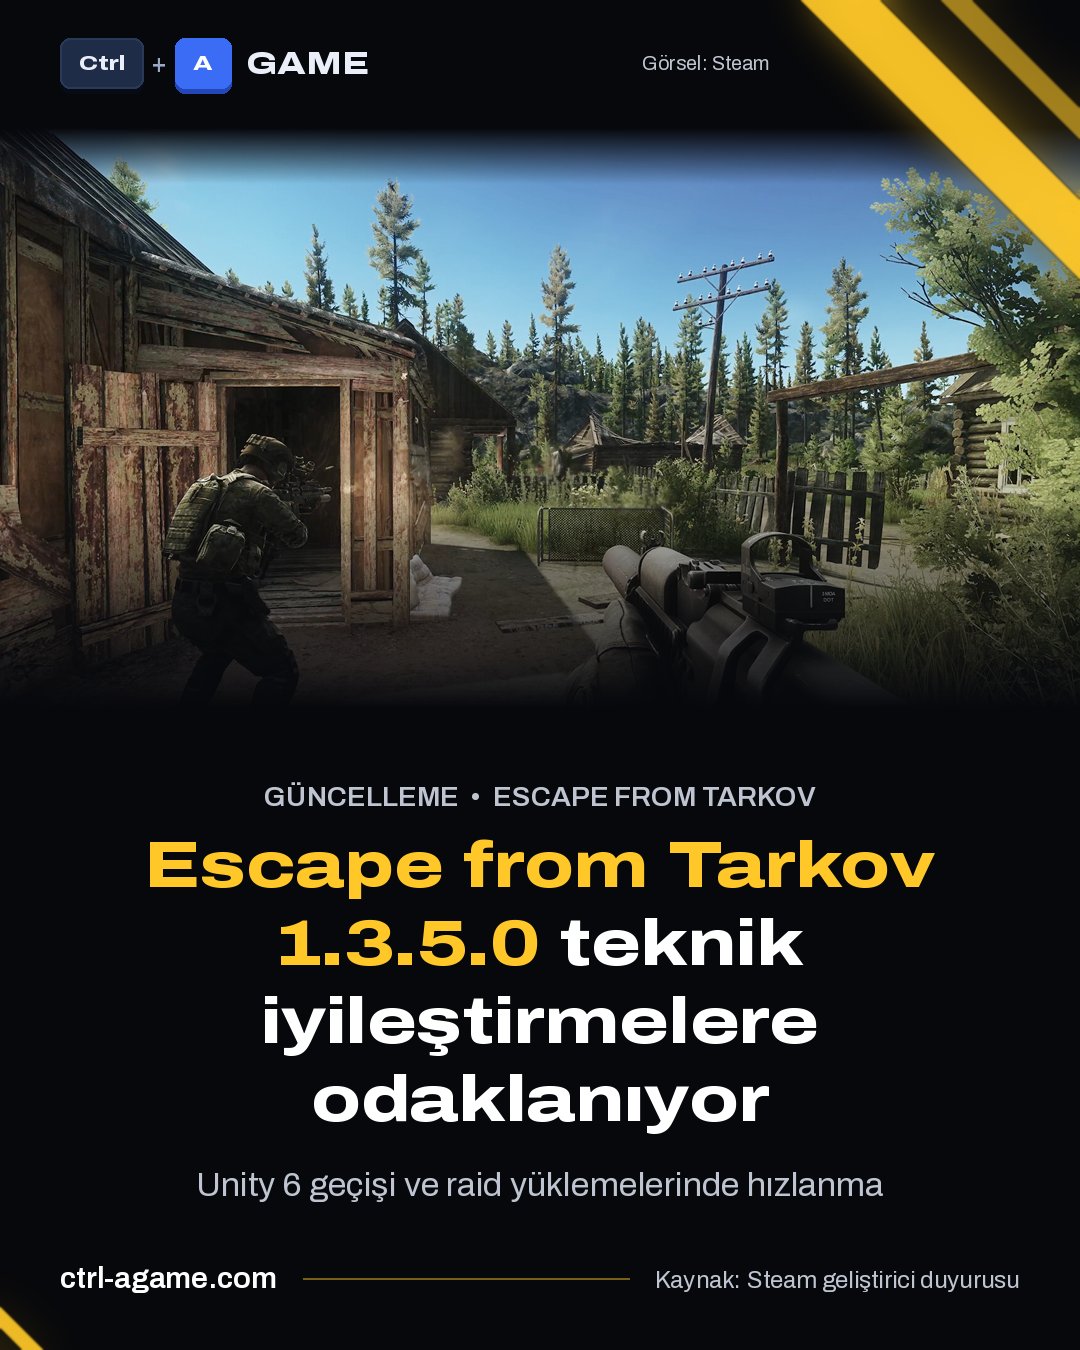 Ctrl + A GAME
Görsel: Steam
GÜNCELLEME • ESCAPE FROM TARKOV
Escape from Tarkov
1.3.5.0 teknik
iyileştirmelere
odaklanıyor
Unity 6 geçişi ve raid yüklemelerinde hızlanma
ctrl-agame.com
Kaynak: Steam geliştirici duyurusu